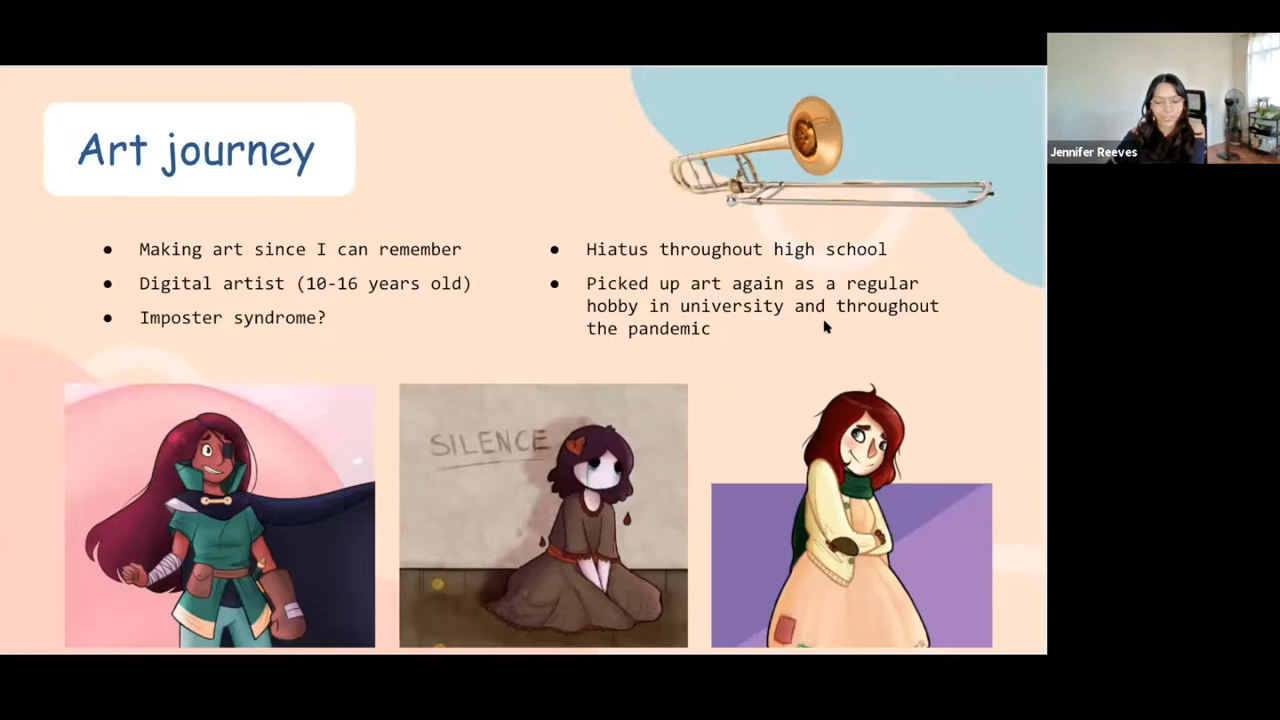 Art journey
● Making art since I can remember
● Digital artist (10-16 years old)
● Imposter syndrome?
● Hiatus throughout high school
● Picked up art again as a regular
hobby in university and throughout
the pandemic
SILENCE
Jennifer Reeves